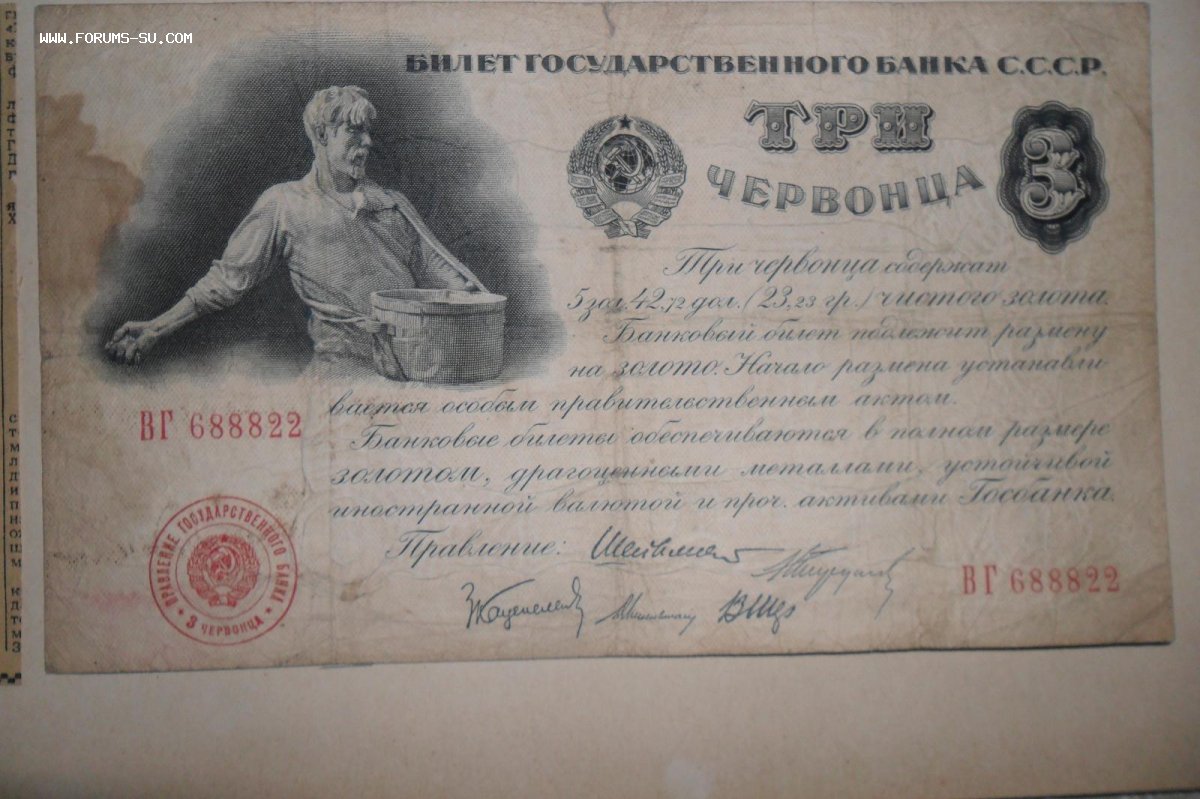 WWW.FORUMS-SU.COM
БИЛЕТ ГОСУДАРСТВЕННОГО БАНКА С.С.С.Р.
ТРИ
ЧЕРВОНЦА
3
Три червонца содержат
5 зол. 42,72 дол. (23,23 гр.) чистого золота.
Банковый билет подлежит размену
на золото. Начало размена устанавли-
вается особым правительственным актом.
Банковые билеты обеспечиваются в полном размере
золотом, драгоценными металлами, устойчивой
иностранной валютой и проч. активами Госбанка.
ВГ 688822
Правление:
ПРАВЛЕНИЕ ГОСУДАРСТВЕННОГО БАНКА
3 ЧЕРВОНЦА
ВГ 688822